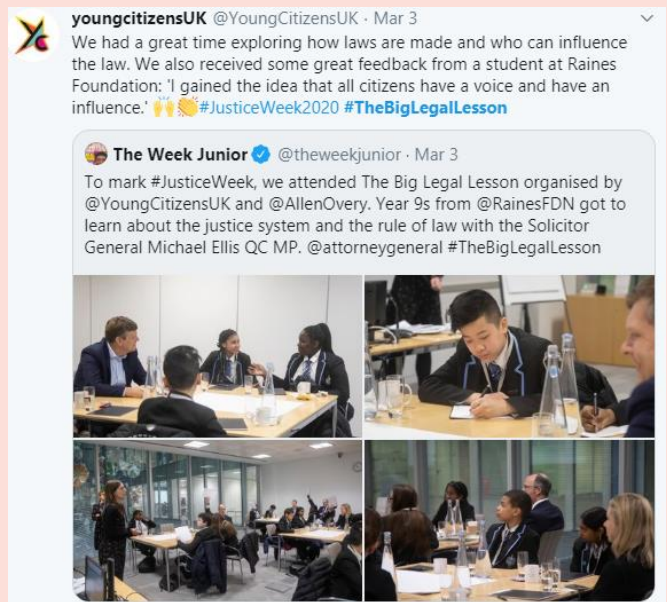 youngcitizensUK @YoungCitizensUK · Mar 3
We had a great time exploring how laws are made and who can influence
the law. We also received some great feedback from a student at Raines
Foundation: 'I gained the idea that all citizens have a voice and have an
influence.' 🙌👏#JusticeWeek2020 #TheBigLegalLesson
The Week Junior @theweekjunior · Mar 3
To mark #JusticeWeek, we attended The Big Legal Lesson organised by
@YoungCitizensUK and @AllenOvery. Year 9s from @RainesFDN got to
learn about the justice system and the rule of law with the Solicitor
General Michael Ellis QC MP. @attorneygeneral #TheBigLegalLesson